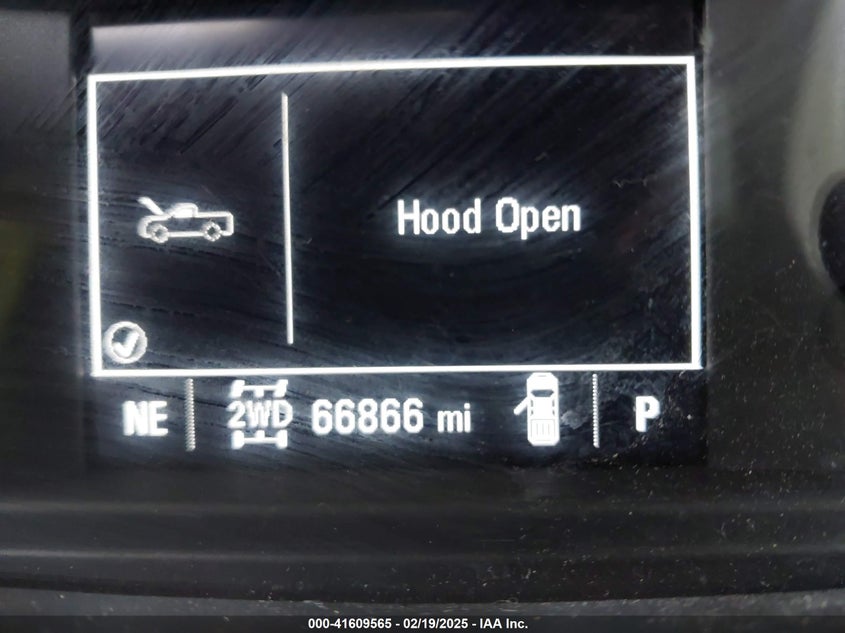 Hood Open
NE 2WD 66866 mi P
000-41609565 - 02/19/2025 - IAA Inc.